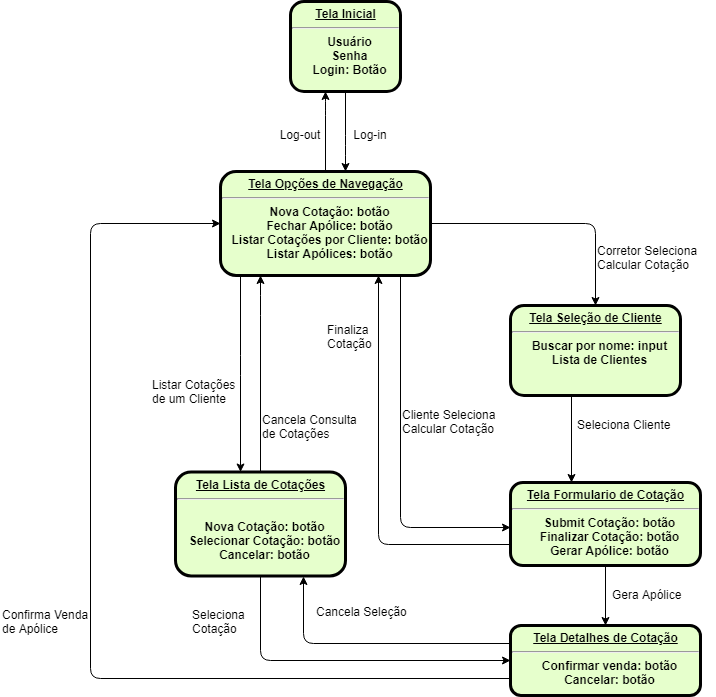 Tela Inicial
Usuário
Senha
Login: Botão
Log-out
Log-in
Tela Opções de Navegação
Nova Cotação: botão
Fechar Apólice: botão
Listar Cotações por Cliente: botão
Listar Apólices: botão
Corretor Seleciona
Calcular Cotação
Tela Seleção de Cliente
Buscar por nome: input
Lista de Clientes
Finaliza
Cotação
Listar Cotações
de um Cliente
Cancela Consulta
de Cotações
Cliente Seleciona
Calcular Cotação
Seleciona Cliente
Tela Lista de Cotações
Nova Cotação: botão
Selecionar Cotação: botão
Cancelar: botão
Tela Formulario de Cotação
Submit Cotação: botão
Finalizar Cotação: botão
Gerar Apólice: botão
Gera Apólice
Confirma Venda
de Apólice
Seleciona
Cotação
Cancela Seleção
Tela Detalhes de Cotação
Confirmar venda: botão
Cancelar: botão